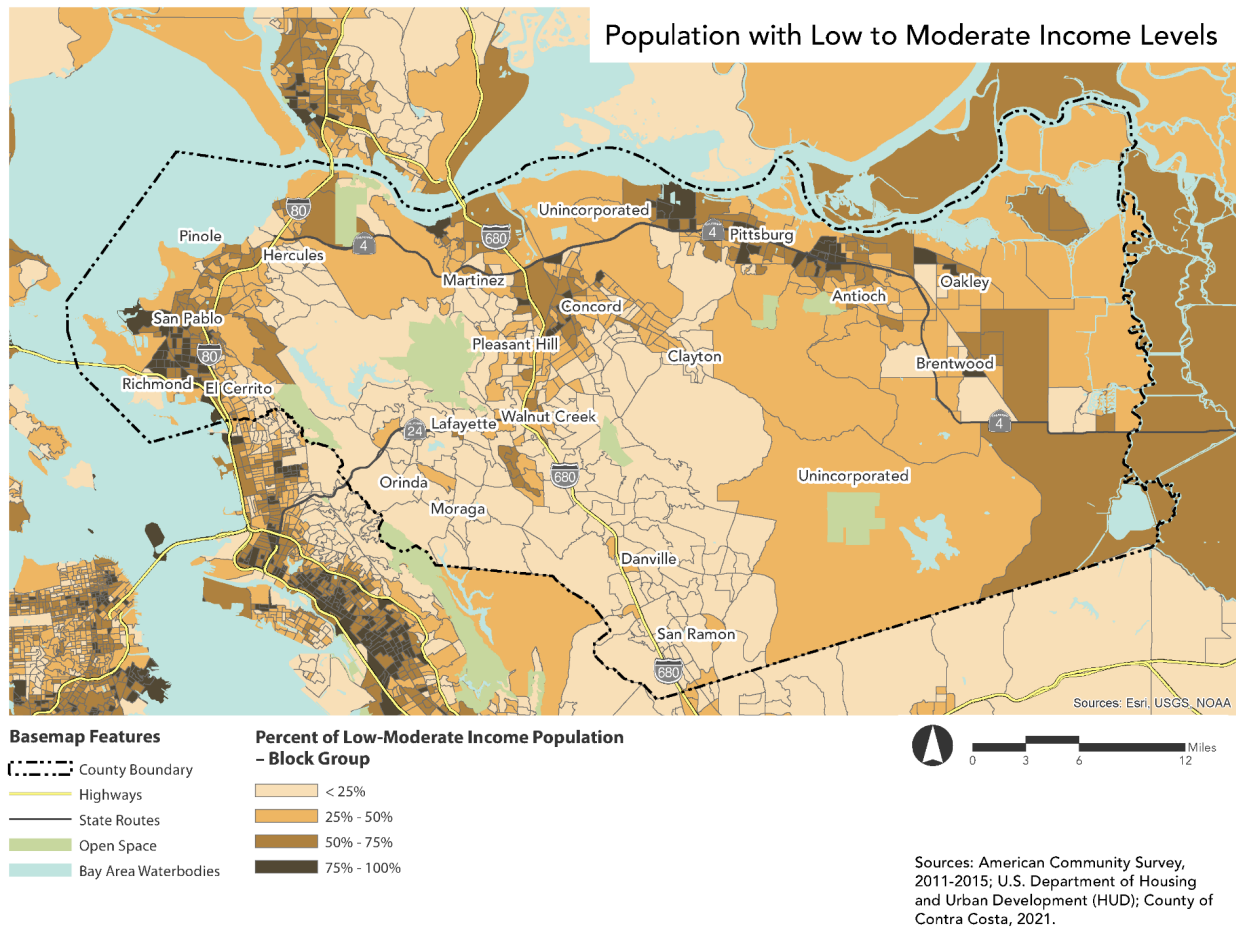 Population with Low to Moderate Income Levels
80
Unincorporated
Pinole
680
4
Pittsburg
4
Hercules
Martinez
Oakley
Antioch
Concord
San Pablo
Pleasant Hill
80
Clayton
Brentwood
Richmond
El Cerrito
Walnut Creek
Lafayette
24
4
680
Unincorporated
Orinda
Moraga
Danville
San Ramon
680
Sources: Esri, USGS, NOAA
Basemap Features
County Boundary
Highways
State Routes
Open Space
Bay Area Waterbodies
Percent of Low-Moderate Income Population
– Block Group
< 25%
25% - 50%
50% - 75%
75% - 100%
Miles
0 3 6 12
Sources: American Community Survey,
2011-2015; U.S. Department of Housing
and Urban Development (HUD); County of
Contra Costa, 2021.